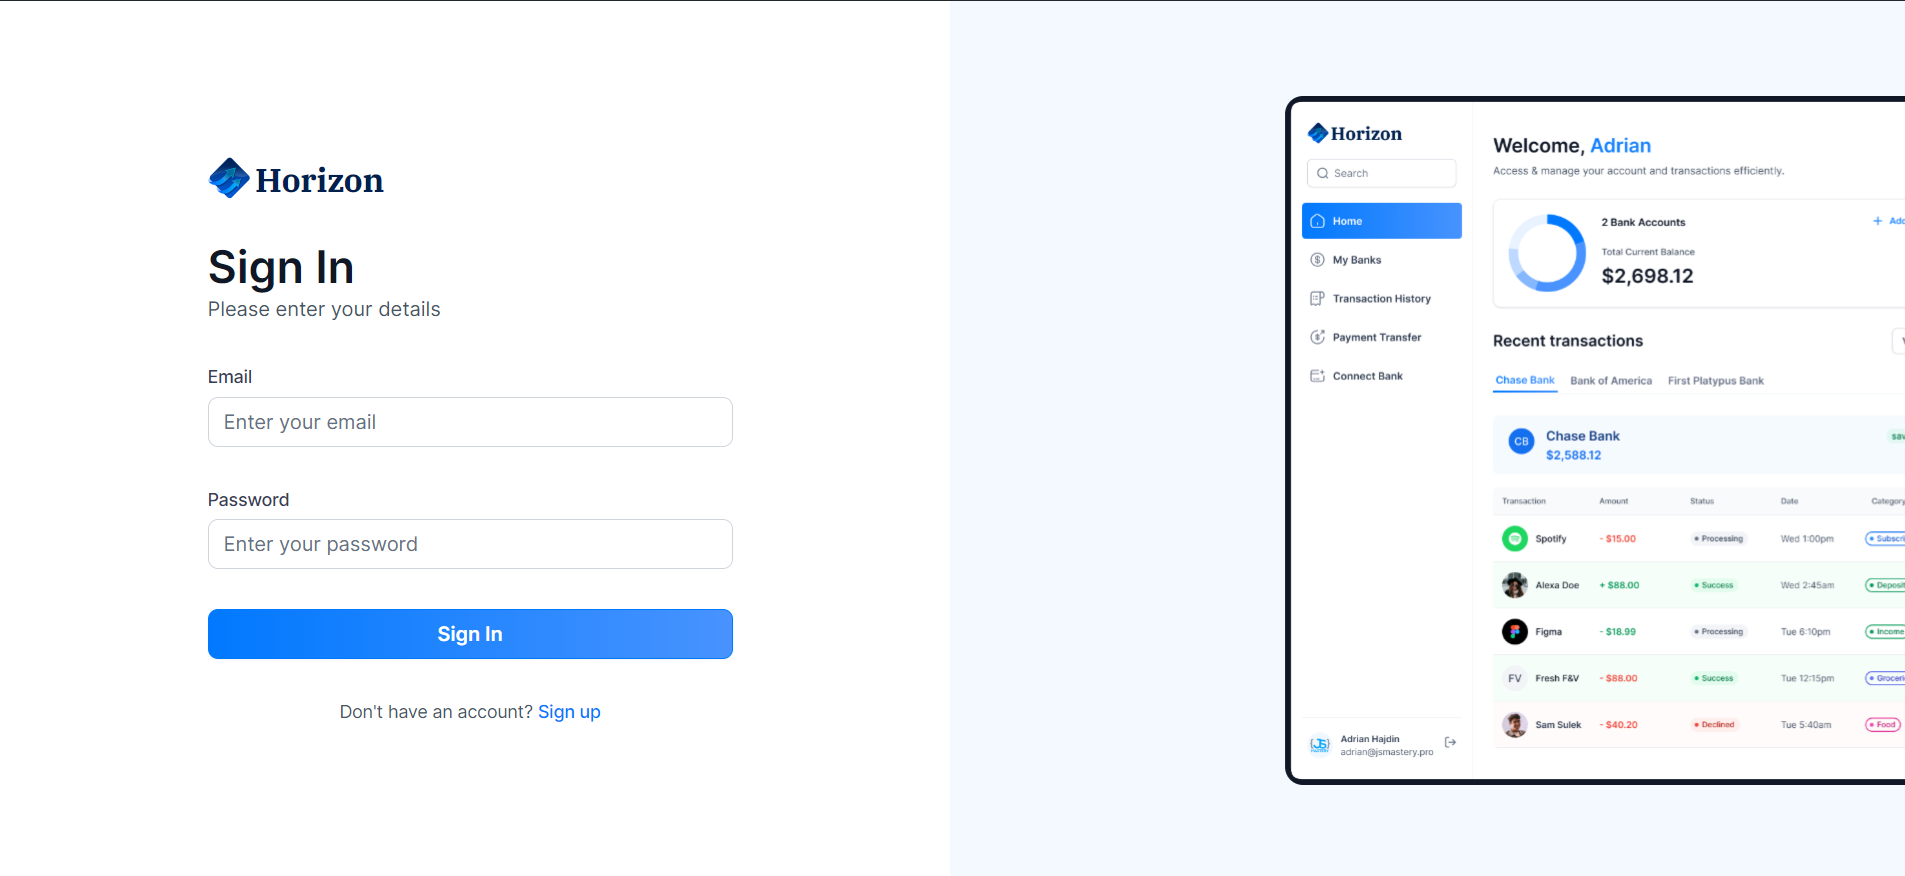 Horizon
Sign In
Please enter your details
Email
Enter your email
Password
Enter your password
Sign In
Don't have an account? Sign up
Horizon
Search
Home
My Banks
Transaction History
Payment Transfer
Connect Bank
Adrian Hajdin
adrian@jsmastery.pro
Welcome, Adrian
Access & manage your account and transactions efficiently.
2 Bank Accounts
Total Current Balance
$2,698.12
Recent transactions
Chase Bank Bank of America First Platypus Bank
CB
Chase Bank
$2,588.12
Transaction Amount Status Date Category
Spotify - $15.00 Processing Wed 1:00pm
Alexa Doe + $88.00 Success Wed 2:45am
Figma - $18.99 Processing Tue 6:10pm Income
FV Fresh F&V - $88.00 Success Tue 12:15pm
Sam Sulek - $40.20 Declined Tue 5:40am Food